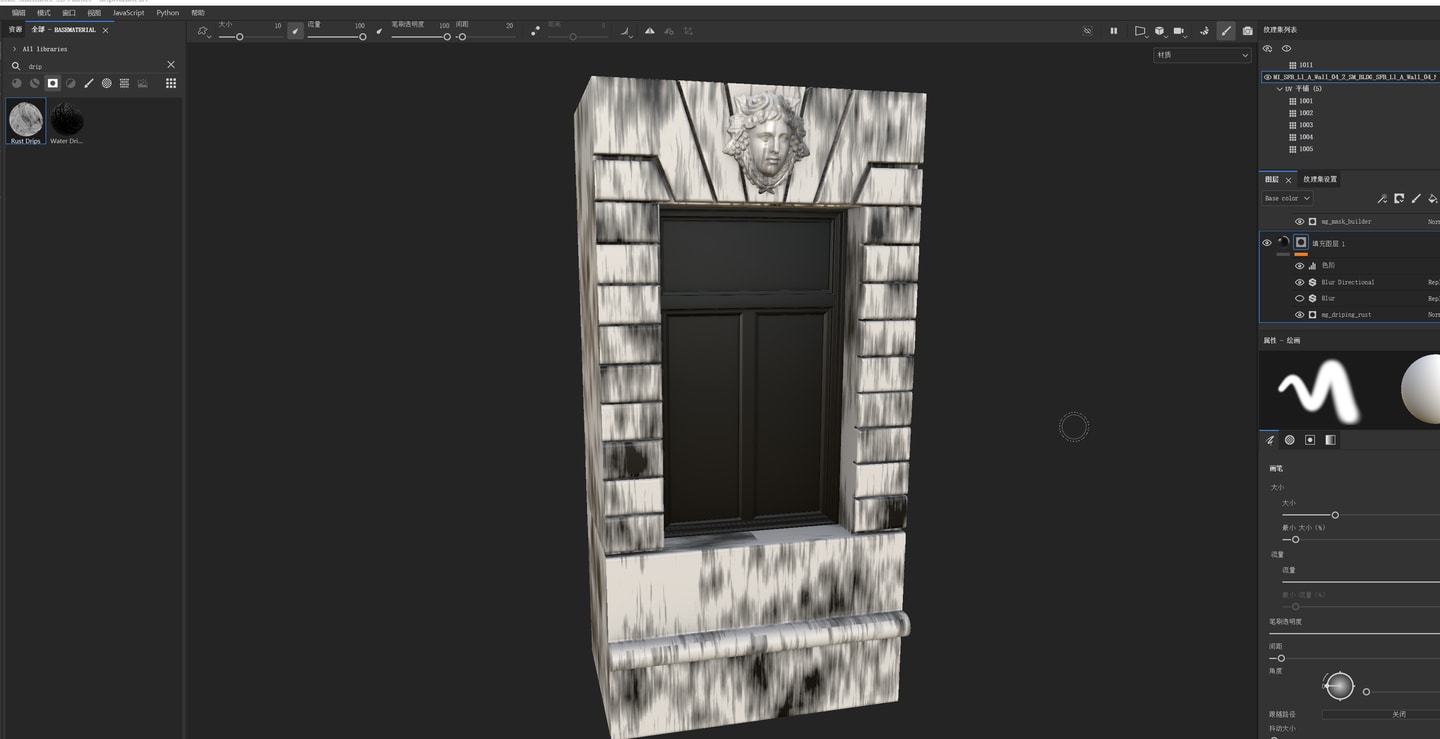 编辑 模式 窗口 视图 JavaScript Python 帮助
资源 全部 - BASEMATERIAL
大小 10 流量 100 笔刷透明度 100 间距 20 距离 8
All libraries
drip
Rust Drips Water Dri...
材质
纹理集列表
1011
MI_SFB_Ll_A_Wall_04_2_SM_BLDG_SFB_Ll_A_Wall_04_
UV 平铺 (5)
1001
1002
1003
1004
1005
图层 纹理集设置
Base color
mg_mask_builder Nor
填充图层 1
色阶
Blur Directional Repl
Blur Repl
mg_driping_rust Nor
属性 - 绘画
画笔
大小
大小
最小 大小 (%)
流量
流量
最小 流量 (%)
笔刷透明度
间距
角度
跟随路径 关闭
抖动大小